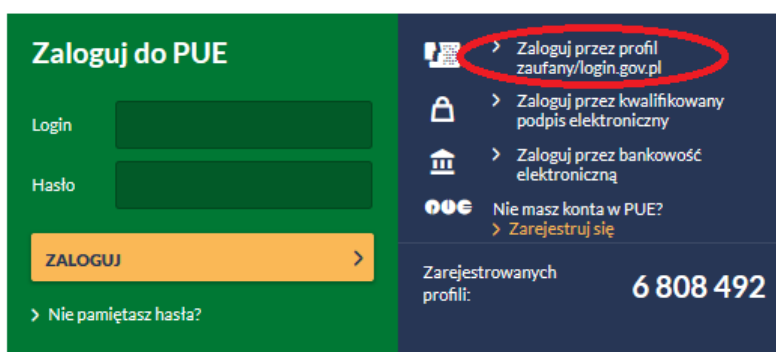 Zaloguj do PUE
Login
Hasło
ZALOGUJ
Nie pamiętasz hasła?
Zaloguj przez profil
zaufany/login.gov.pl
Zaloguj przez kwalifikowany
podpis elektroniczny
Zaloguj przez bankowość
elektroniczną
PUE
Nie masz konta w PUE?
Zarejestruj się
Zarejestrowanych
profili:
6 808 492